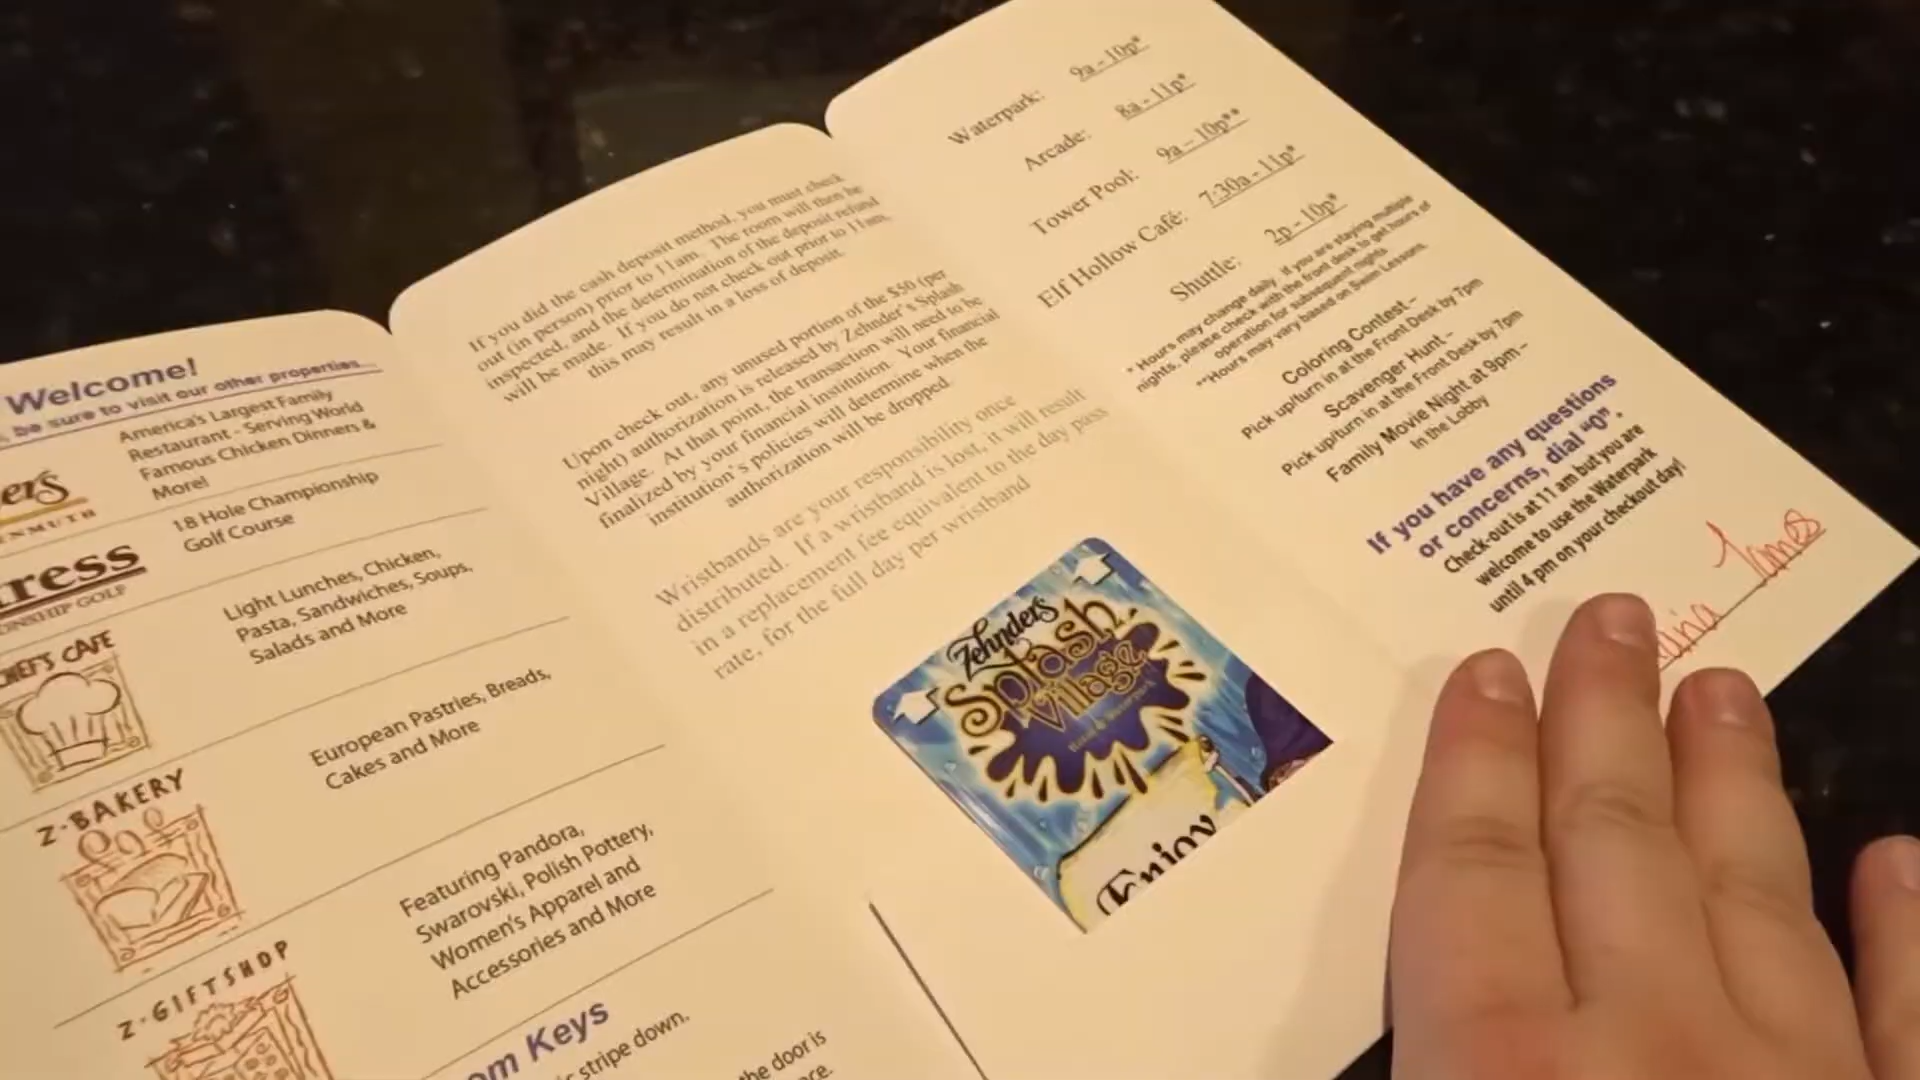 Welcome!
be sure to visit our other properties...
America's Largest Family
Restaurant - Serving World
Famous Chicken Dinners &
More!
18 Hole Championship
Golf Course
CHEF'S CAFE
Light Lunches, Chicken,
Pasta, Sandwiches, Soups,
Salads and More
Z·BAKERY
European Pastries, Breads,
Cakes and More
Z·GIFTSHOP
Featuring Pandora,
Swarovski, Polish Pottery,
Women's Apparel and
Accessories and More
Keys
stripe down.
the door is
If you did the cash deposit method, you must check
out (in person) prior to 11am. The room will then be
inspected, and the determination of the deposit refund
will be made. If you do not check out prior to 11am,
this may result in a loss of deposit.
Upon check out, any unused portion of the $50 (per
night) authorization is released by Zehnder's Splash
Village. At that point, the transaction will need to be
finalized by your financial institution. Your financial
institution's policies will determine when the
authorization will be dropped.
Wristbands are your responsibility once
distributed. If a wristband is lost, it will result
in a replacement fee equivalent to the day pass
rate, for the full day per wristband
Zehnders
Splash
Village
Enjoy
Waterpark: 9a - 10p*
Arcade: 8a - 11p*
Tower Pool: 9a – 10p**
Elf Hollow Café: 7:30a - 11p*
Shuttle: 2p - 10p*
* Hours may change daily. If you are staying multiple
nights, please check with the front desk to get hours of
operation for subsequent nights.
**Hours may vary based on Swim Lessons.
Coloring Contest –
Pick up/turn in at the Front Desk by 7pm
Scavenger Hunt –
Pick up/turn in at the Front Desk by 7pm
Family Movie Night at 9pm –
In the Lobby
If you have any questions
or concerns, dial "0".
Check-out is at 11 am but you are
welcome to use the Waterpark
until 4 pm on your checkout day!
James